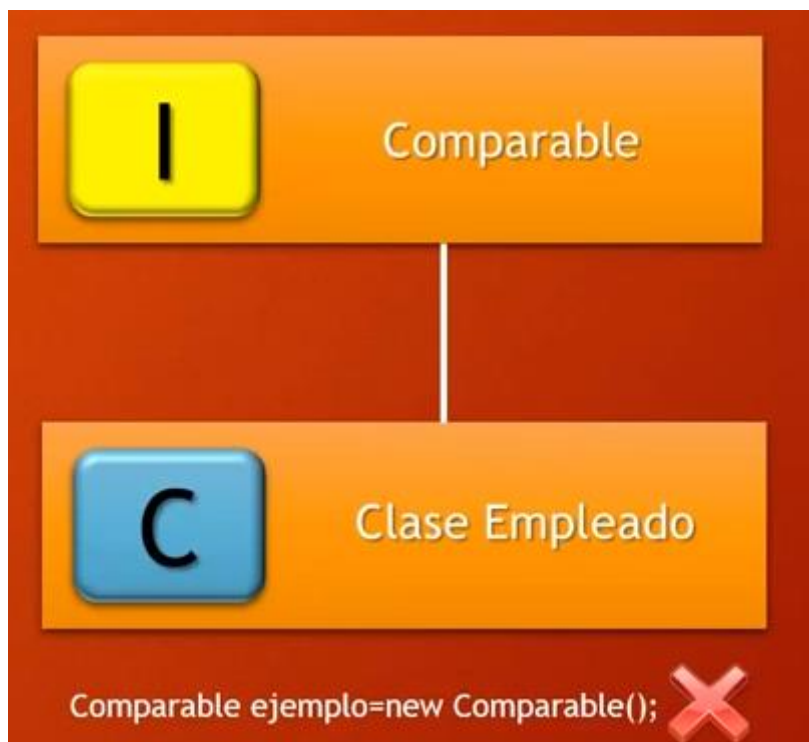 I
Comparable
C
Clase Empleado
Comparable ejemplo=new Comparable();